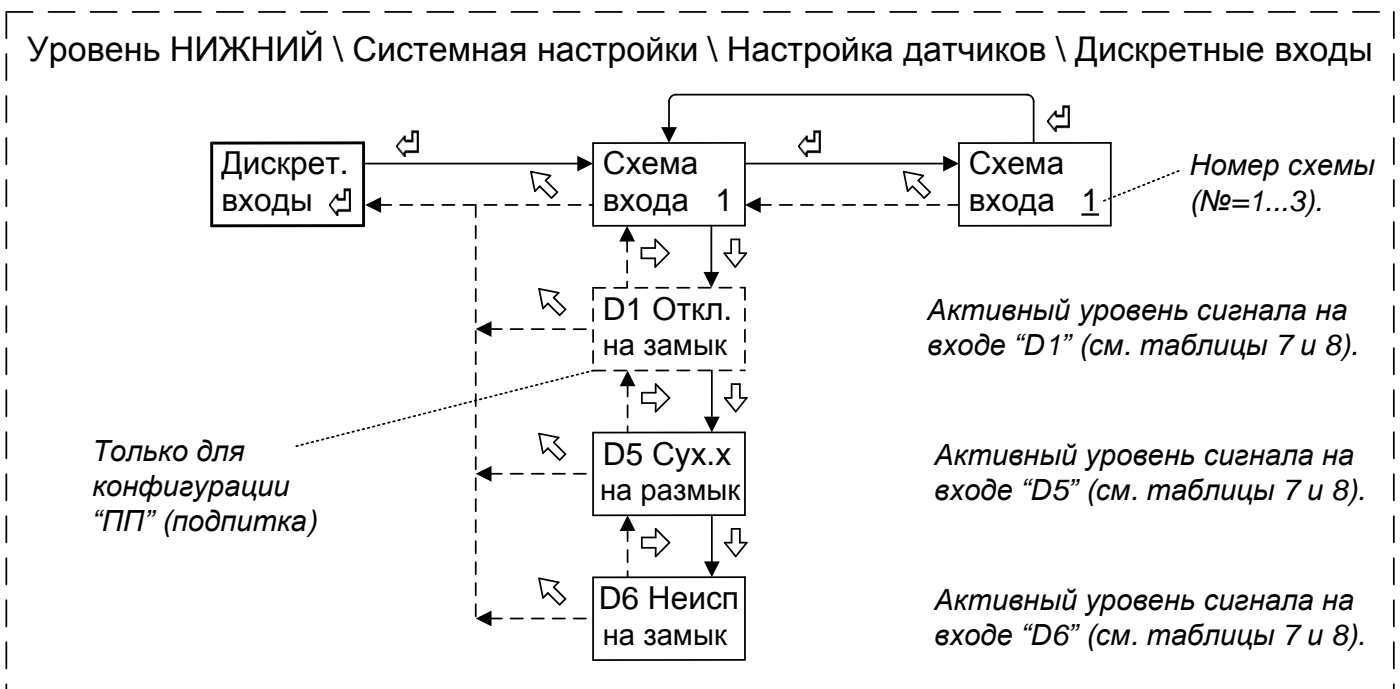 Уровень НИЖНИЙ \ Системная настройки \ Настройка датчиков \ Дискретные входы
Дискрет.
входы
Схема
входа 1
Схема
входа 1
Номер схемы
(№=1...3).
D1 Откл.
на замык
Активный уровень сигнала на
входе “D1” (см. таблицы 7 и 8).
Только для
конфигурации
“ПП” (подпитка)
D5 Сух.х
на размык
Активный уровень сигнала на
входе “D5” (см. таблицы 7 и 8).
D6 Неисп
на замык
Активный уровень сигнала на
входе “D6” (см. таблицы 7 и 8).